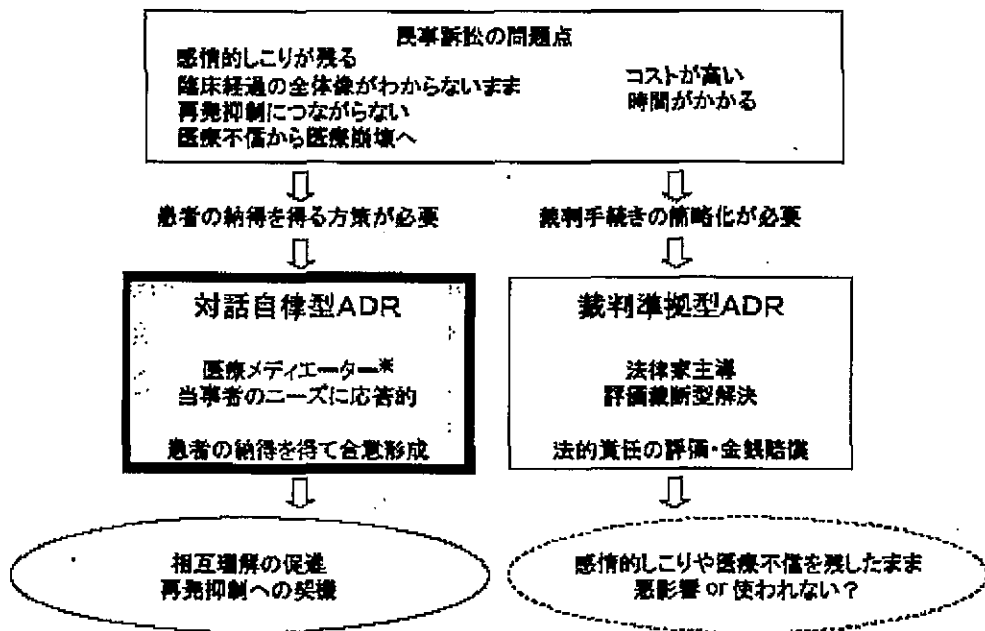 民事訴訟の問題点
感情的しこりが残る
臨床経過の全体像がわからないまま
再発抑制につながらない
医療不信から医療崩壊へ
コストが高い
時間がかかる
患者の納得を得る方策が必要
裁判手続きの簡略化が必要
対話自律型ADR
医療メディエーター※
当事者のニーズに応答的
患者の納得を得て合意形成
裁判準拠型ADR
法律家主導
評価裁断型解決
法的責任の評価・金銭賠償
相互理解の促進
再発抑制への契機
感情的しこりや医療不信を残したまま
悪影響 or 使われない？